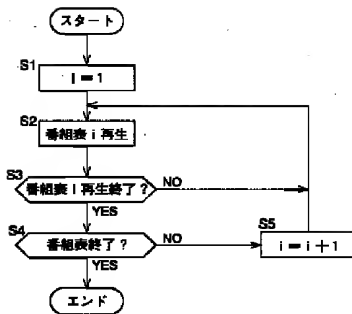 スタート
S1
i = 1
S2
番組表 i 再生
S3
番組表 i 再生終了?
NO
YES
S4
番組表終了?
NO
S5
i = i + 1
YES
エンド